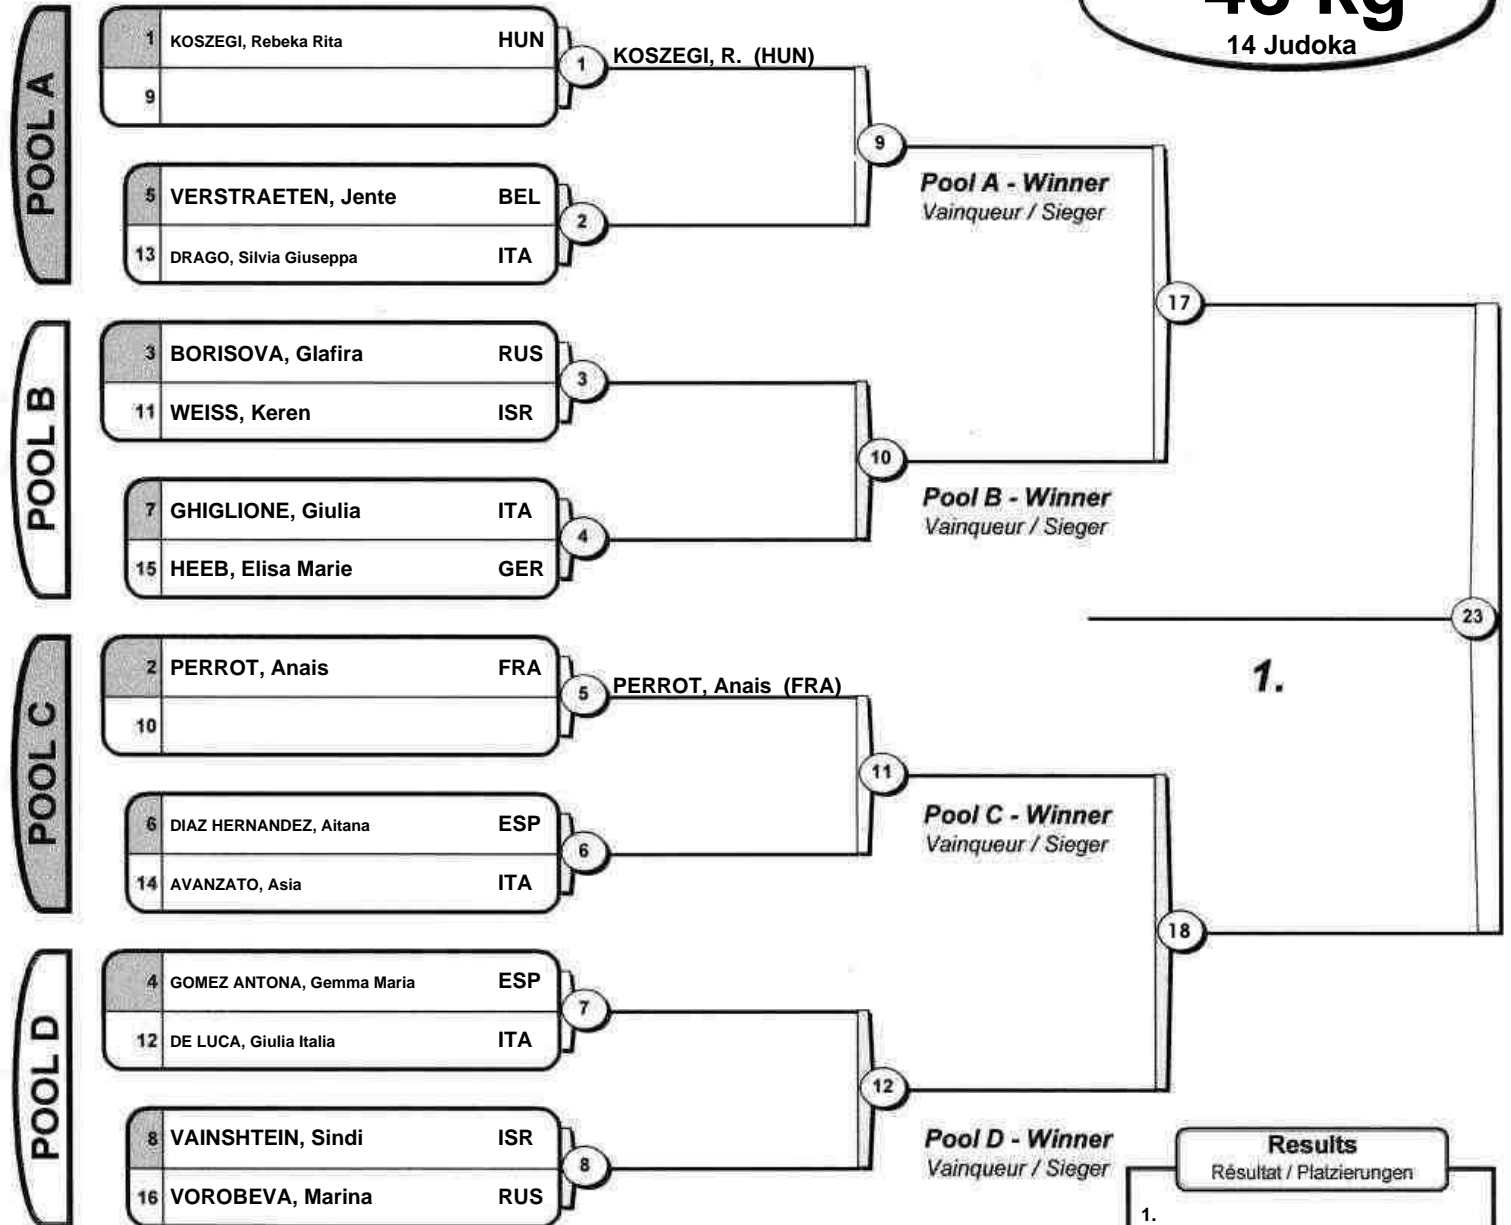 48 kg
14 Judoka
POOL A
1 KOSZEGI, Rebeka Rita HUN
9
1
KOSZEGI, R. (HUN)
5 VERSTRAETEN, Jente BEL
13 DRAGO, Silvia Giuseppa ITA
2
9
Pool A - Winner
Vainqueur / Sieger
17
POOL B
3 BORISOVA, Glafira RUS
11 WEISS, Keren ISR
3
7 GHIGLIONE, Giulia ITA
15 HEEB, Elisa Marie GER
4
10
Pool B - Winner
Vainqueur / Sieger
23
1.
POOL C
2 PERROT, Anais FRA
10
5
PERROT, Anais (FRA)
6 DIAZ HERNANDEZ, Aitana ESP
14 AVANZATO, Asia ITA
6
11
Pool C - Winner
Vainqueur / Sieger
18
POOL D
4 GOMEZ ANTONA, Gemma Maria ESP
12 DE LUCA, Giulia Italia ITA
7
8 VAINSHTEIN, Sindi ISR
16 VOROBEVA, Marina RUS
8
12
Pool D - Winner
Vainqueur / Sieger
Results
Résultat / Platzierungen
1.